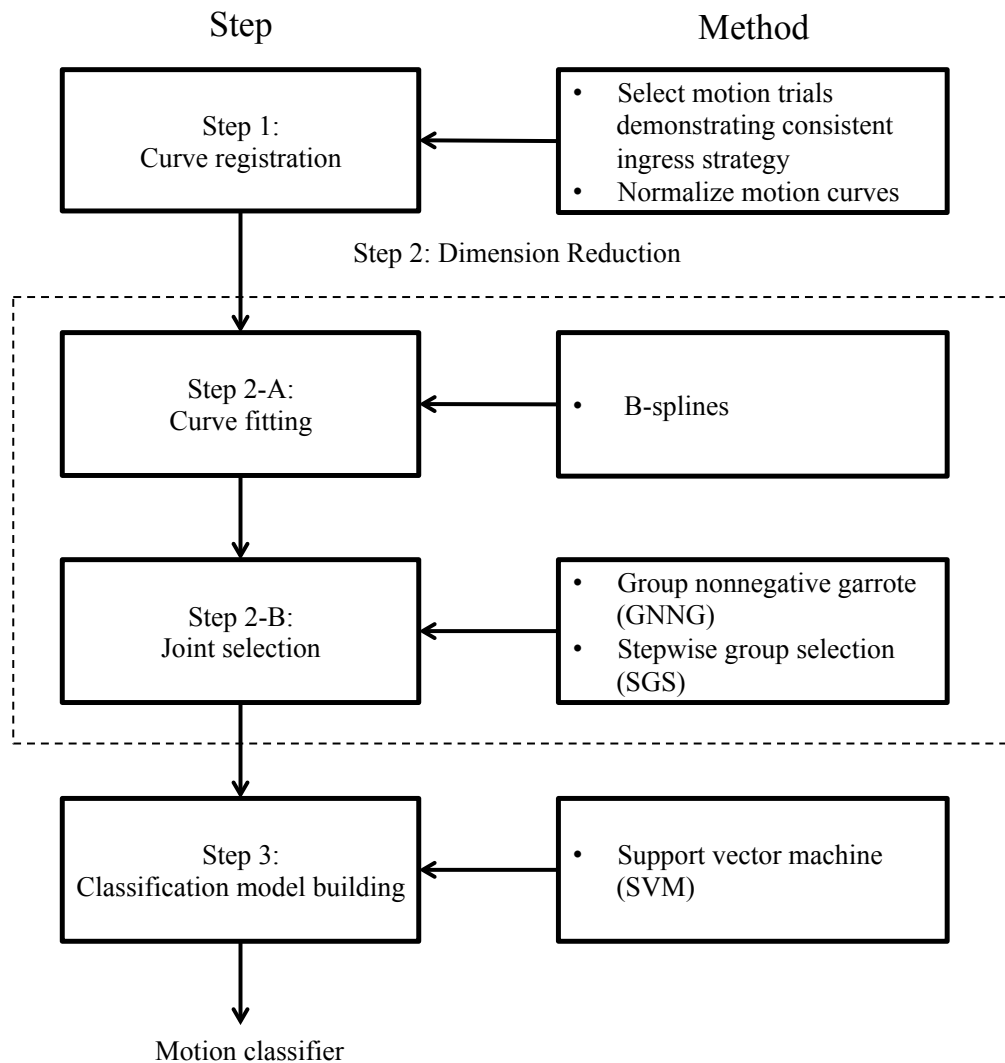 Step
Method
Step 1:
Curve registration
• Select motion trials
demonstrating consistent
ingress strategy
• Normalize motion curves
Step 2: Dimension Reduction
Step 2-A:
Curve fitting
• B-splines
Step 2-B:
Joint selection
• Group nonnegative garrote
(GNNG)
• Stepwise group selection
(SGS)
Step 3:
Classification model building
• Support vector machine
(SVM)
Motion classifier